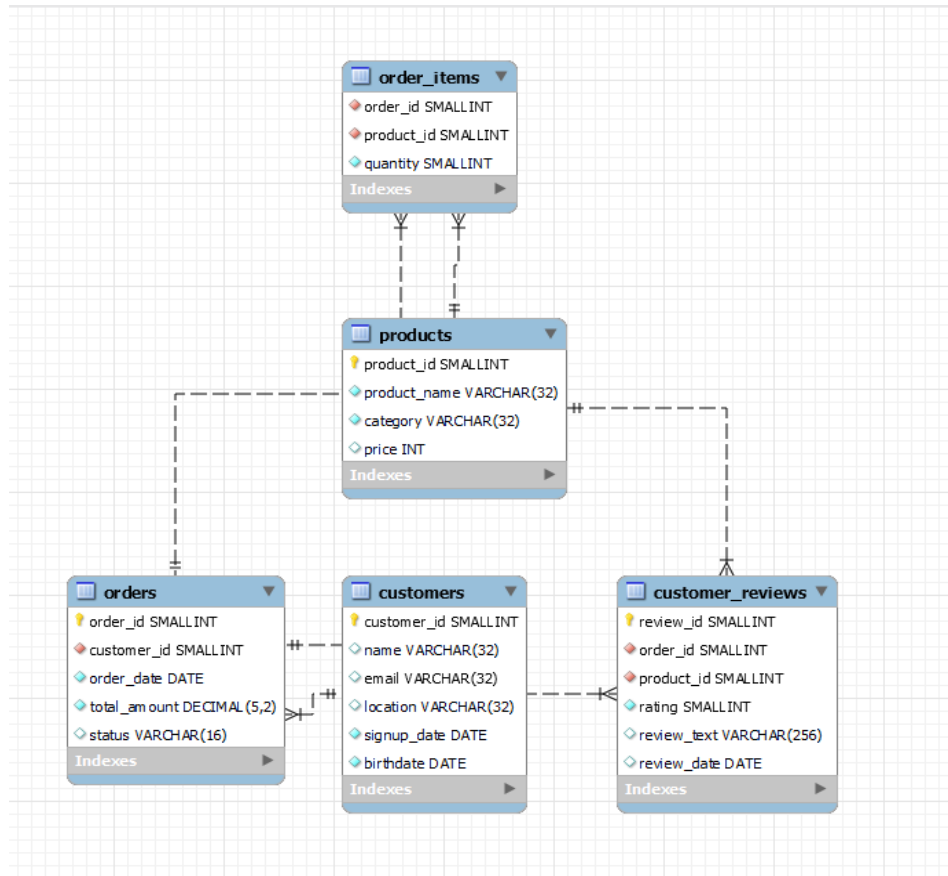 order_items
order_id SMALLINT
product_id SMALLINT
quantity SMALLINT
Indexes
products
product_id SMALLINT
product_name VARCHAR(32)
category VARCHAR(32)
price INT
Indexes
orders
order_id SMALLINT
customer_id SMALLINT
order_date DATE
total_amount DECIMAL(5,2)
status VARCHAR(16)
Indexes
customers
customer_id SMALLINT
name VARCHAR(32)
email VARCHAR(32)
location VARCHAR(32)
signup_date DATE
birthdate DATE
Indexes
customer_reviews
review_id SMALLINT
order_id SMALLINT
product_id SMALLINT
rating SMALLINT
review_text VARCHAR(256)
review_date DATE
Indexes